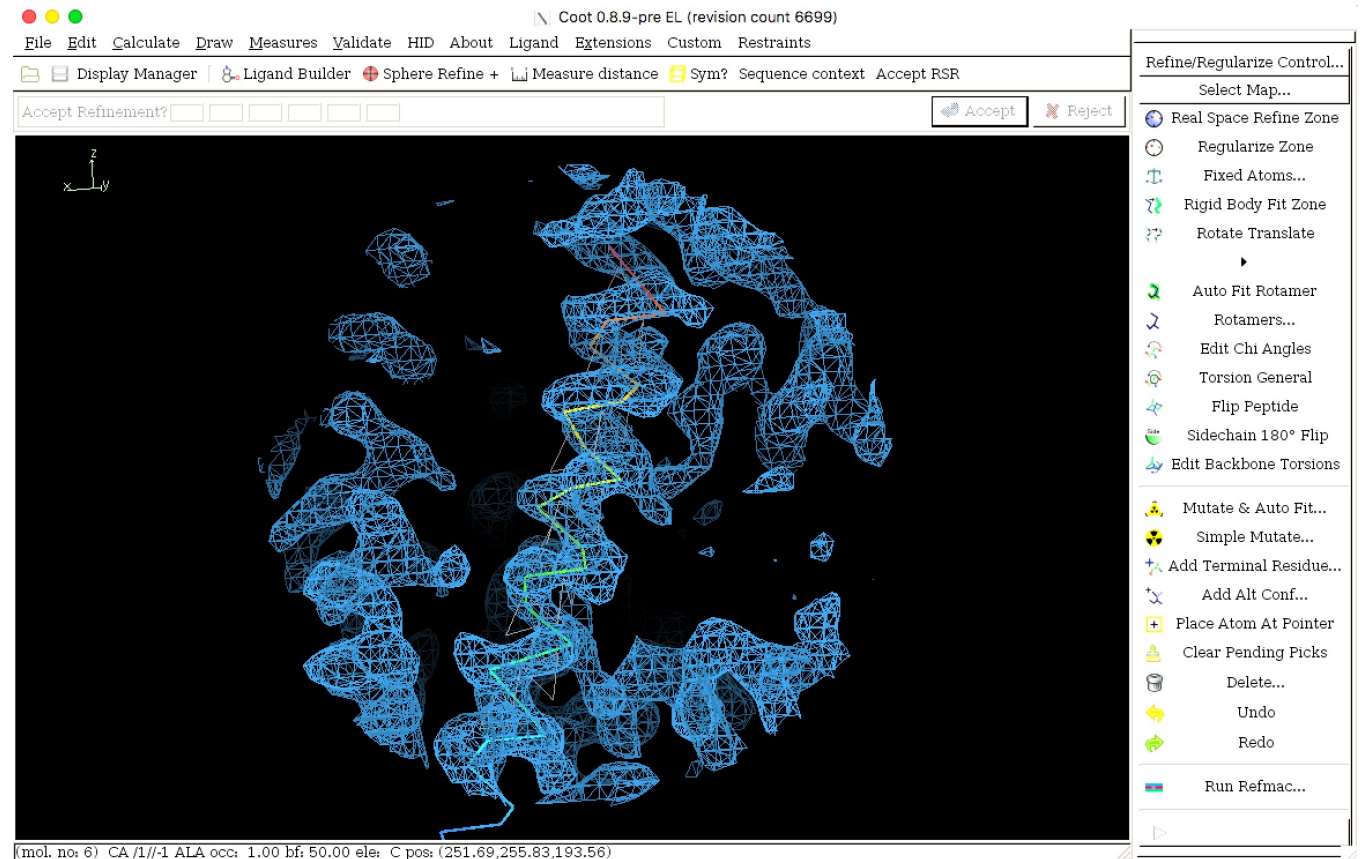 Coot 0.8.9-pre EL (revision count 6699)
File Edit Calculate Draw Measures Validate HID About Ligand Extensions Custom Restraints
Display Manager Ligand Builder Sphere Refine + Measure distance Sym? Sequence context Accept RSR
Accept Refinement? Accept Reject
z
x y
Refine/Regularize Control...
Select Map...
Real Space Refine Zone
Regularize Zone
Fixed Atoms...
Rigid Body Fit Zone
Rotate Translate
Auto Fit Rotamer
Rotamers...
Edit Chi Angles
Torsion General
Flip Peptide
Side
Sidechain 180° Flip
Edit Backbone Torsions
Mutate & Auto Fit...
Simple Mutate...
Add Terminal Residue...
Add Alt Conf...
Place Atom At Pointer
Clear Pending Picks
Delete...
Undo
Redo
Run Refmac...
(mol. no: 6) CA /1//-1 ALA occ: 1.00 bf: 50.00 ele: C pos: (251.69,255.83,193.56)